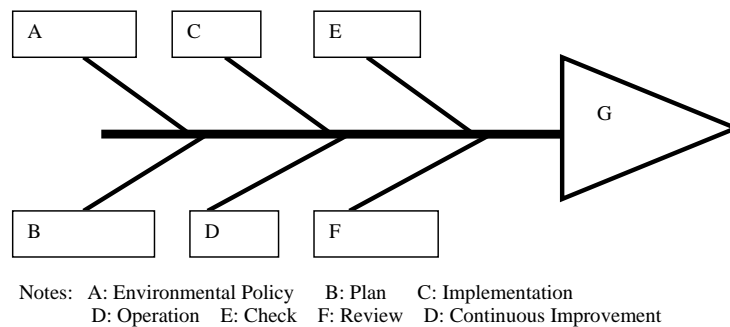 A
C
E
G
B
D
F
Notes: A: Environmental Policy B: Plan C: Implementation
D: Operation E: Check F: Review D: Continuous Improvement